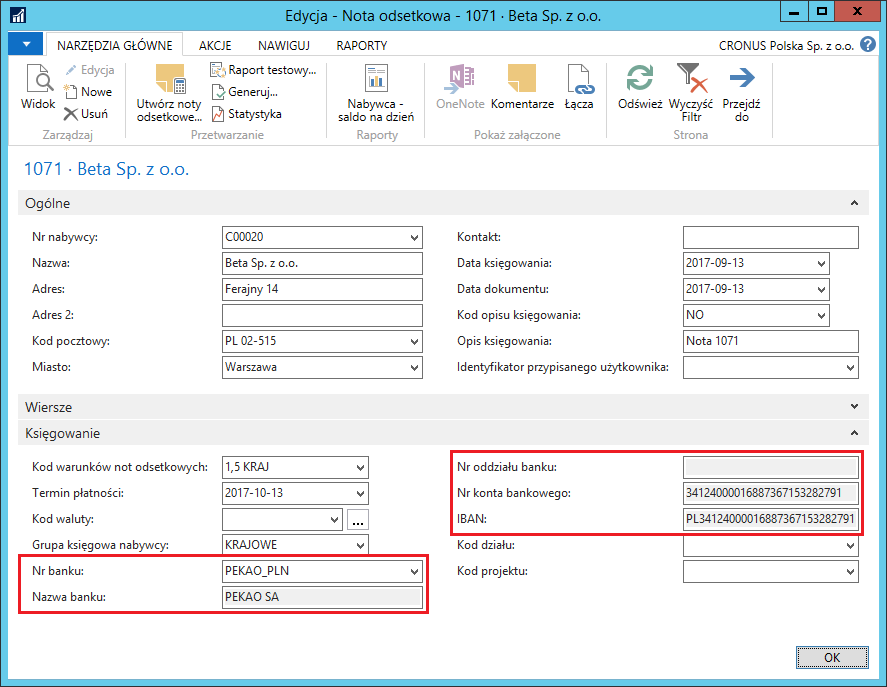 Edycja - Nota odsetkowa - 1071 · Beta Sp. z o.o.
NARZĘDZIA GŁÓWNE AKCJE NAWIGUJ RAPORTY CRONUS Polska Sp. z o.o.
Widok
Edycja
Nowe
Usuń
Zarządzaj
Utwórz noty
odsetkowe...
Raport testowy...
Generuj...
Statystyka
Przetwarzanie
Nabywca -
saldo na dzień
Raporty
OneNote
Komentarze
Łącza
Pokaż załączone
Odśwież
Wyczyść
Filtr
Przejdź
do
Strona
1071 · Beta Sp. z o.o.
Ogólne
Nr nabywcy: C00020
Nazwa: Beta Sp. z o.o.
Adres: Ferajny 14
Adres 2:
Kod pocztowy: PL 02-515
Miasto: Warszawa
Kontakt:
Data księgowania: 2017-09-13
Data dokumentu: 2017-09-13
Kod opisu księgowania: NO
Opis księgowania: Nota 1071
Identyfikator przypisanego użytkownika:
Wiersze
Księgowanie
Kod warunków not odsetkowych: 1,5 KRAJ
Termin płatności: 2017-10-13
Kod waluty: ...
Grupa księgowa nabywcy: KRAJOWE
Nr banku: PEKAO_PLN
Nazwa banku: PEKAO SA
Nr oddziału banku:
Nr konta bankowego: 34124000016887367153282791
IBAN: PL34124000016887367153282791
Kod działu:
Kod projektu:
OK